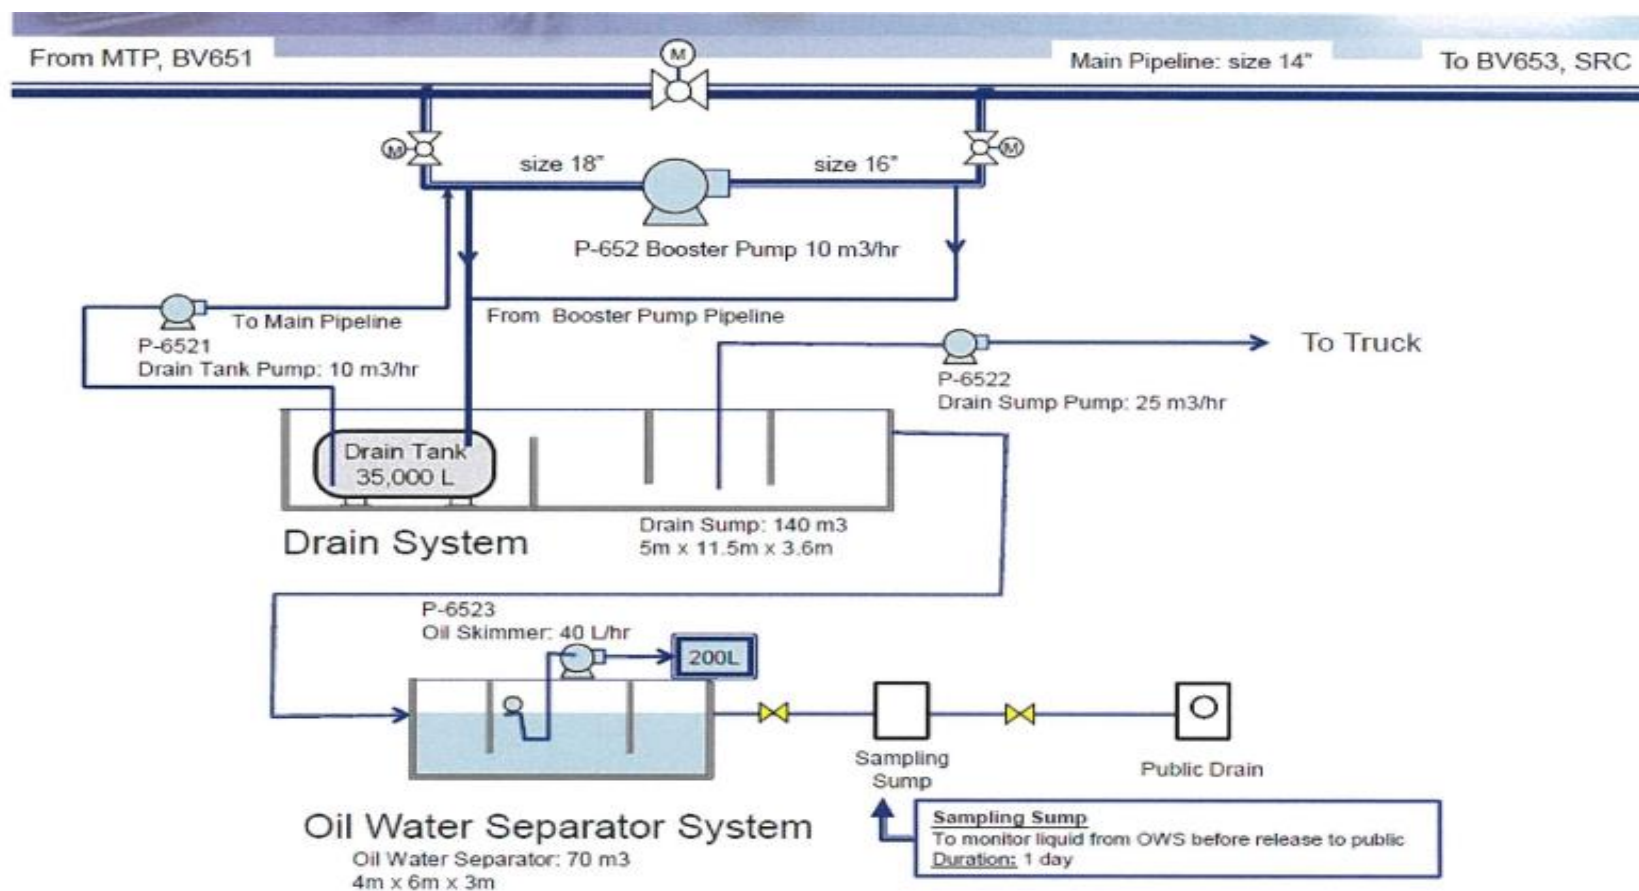 From MTP, BV651
M
Main Pipeline: size 14"
To BV653, SRC
M
size 18"
size 16"
M
P-652 Booster Pump 10 m3/hr
To Main Pipeline
From Booster Pump Pipeline
P-6521
Drain Tank Pump: 10 m3/hr
To Truck
P-6522
Drain Sump Pump: 25 m3/hr
Drain Tank
35,000 L
Drain System
Drain Sump: 140 m3
5m x 11.5m x 3.6m
P-6523
Oil Skimmer: 40 L/hr
200L
Sampling
Sump
Public Drain
Oil Water Separator System
Oil Water Separator: 70 m3
4m x 6m x 3m
Sampling Sump
To monitor liquid from OWS before release to public
Duration: 1 day